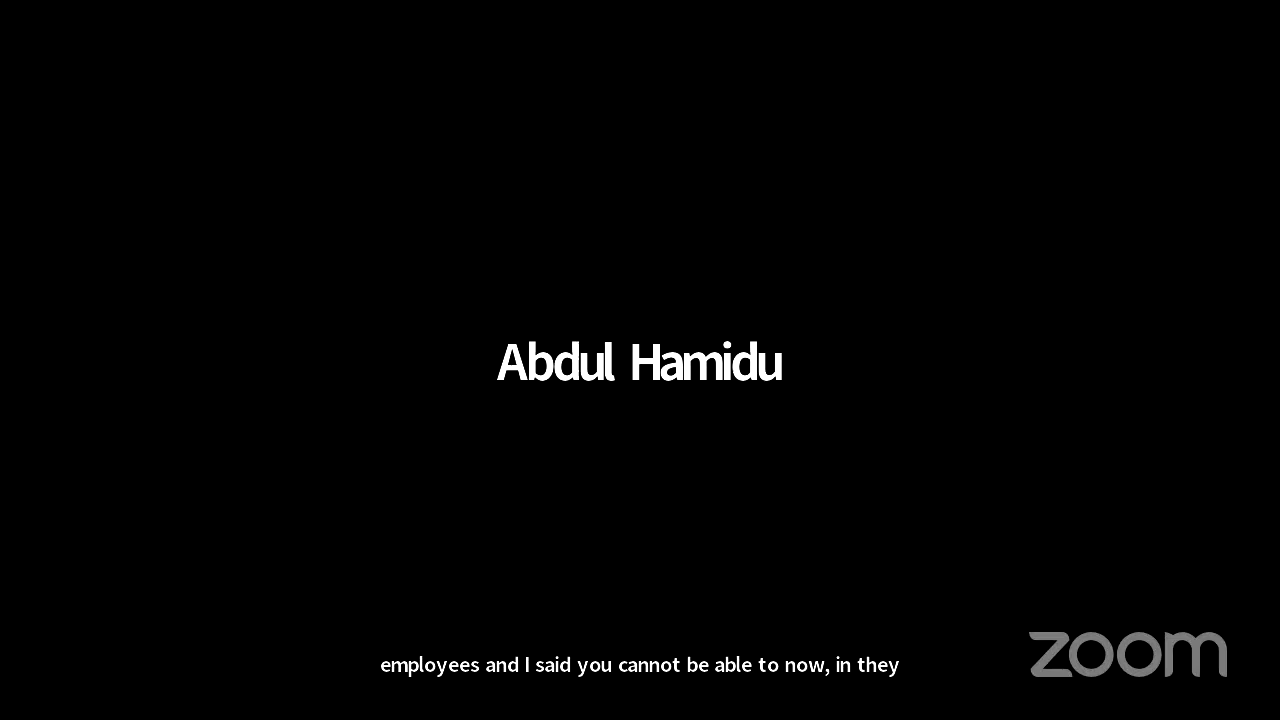 Abdul Hamidu
employees and I said you cannot be able to now, in they
zoom